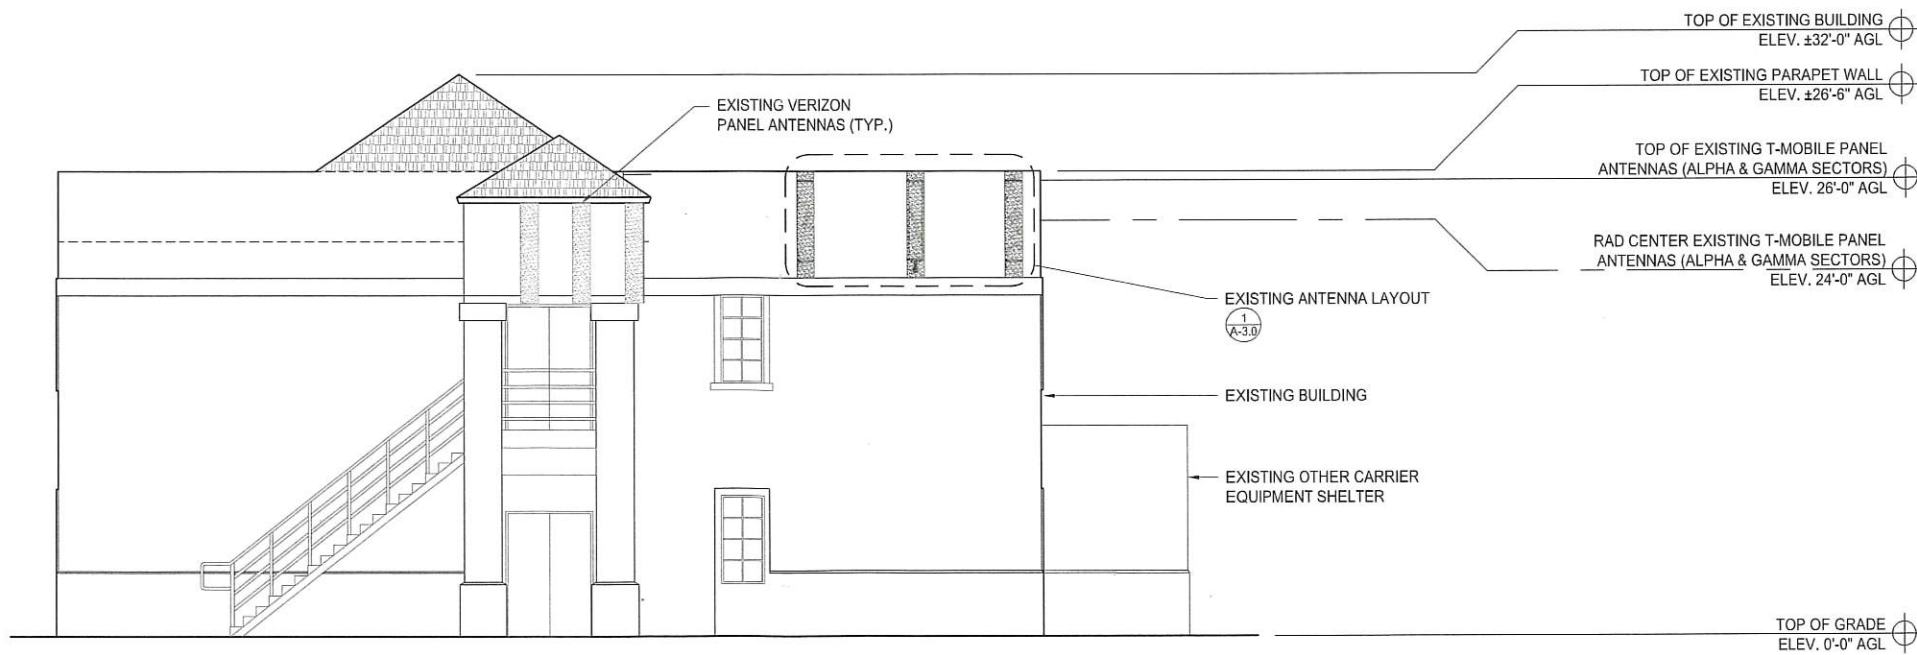 TOP OF EXISTING BUILDING
ELEV. ±32'-0" AGL
TOP OF EXISTING PARAPET WALL
ELEV. ±26'-6" AGL
EXISTING VERIZON
PANEL ANTENNAS (TYP.)
TOP OF EXISTING T-MOBILE PANEL
ANTENNAS (ALPHA & GAMMA SECTORS)
ELEV. 26'-0" AGL
RAD CENTER EXISTING T-MOBILE PANEL
ANTENNAS (ALPHA & GAMMA SECTORS)
ELEV. 24'-0" AGL
EXISTING ANTENNA LAYOUT
1
A-3.0
EXISTING BUILDING
EXISTING OTHER CARRIER
EQUIPMENT SHELTER
TOP OF GRADE
ELEV. 0'-0" AGL